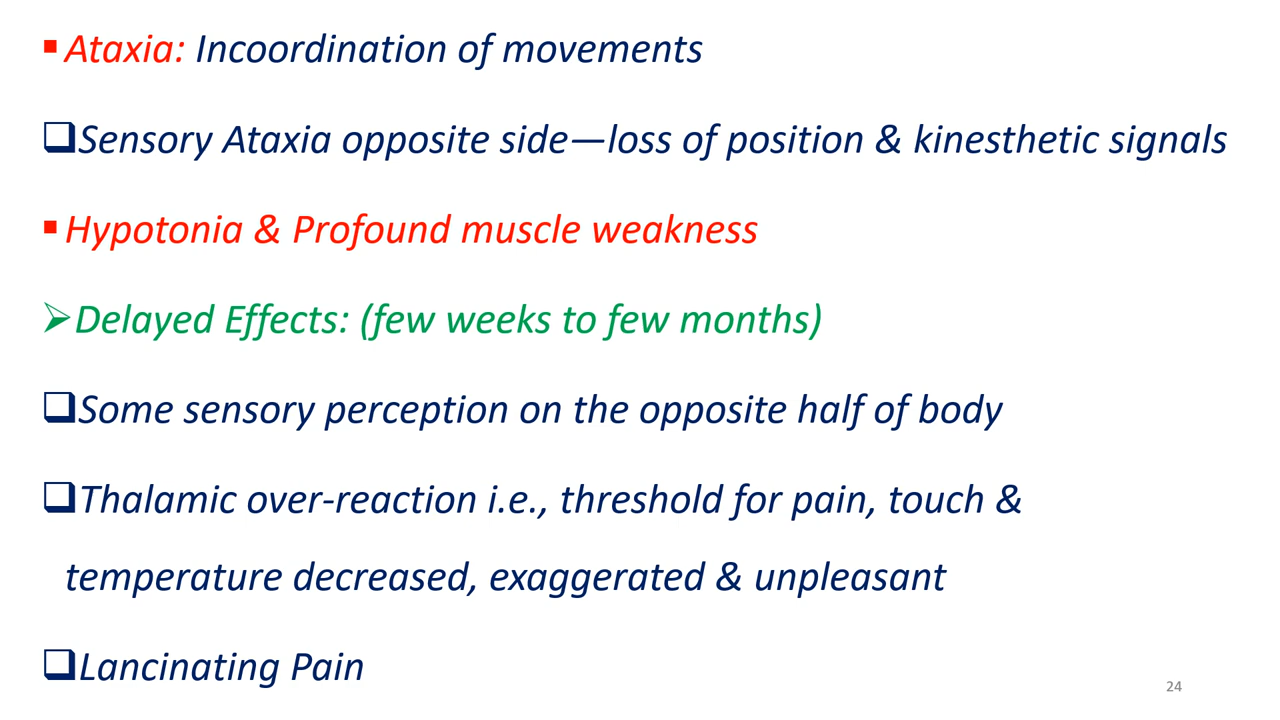 ▪Ataxia: Incoordination of movements
❑Sensory Ataxia opposite side—loss of position & kinesthetic signals
▪Hypotonia & Profound muscle weakness
➢Delayed Effects: (few weeks to few months)
❑Some sensory perception on the opposite half of body
❑Thalamic over-reaction i.e., threshold for pain, touch &
temperature decreased, exaggerated & unpleasant
❑Lancinating Pain
24